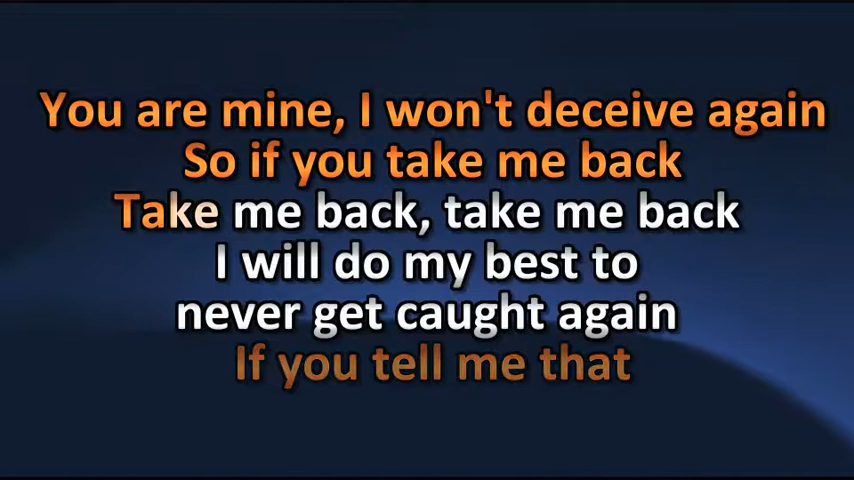 You are mine, I won't deceive again
So if you take me back
Take me back, take me back
I will do my best to
never get caught again
If you tell me that